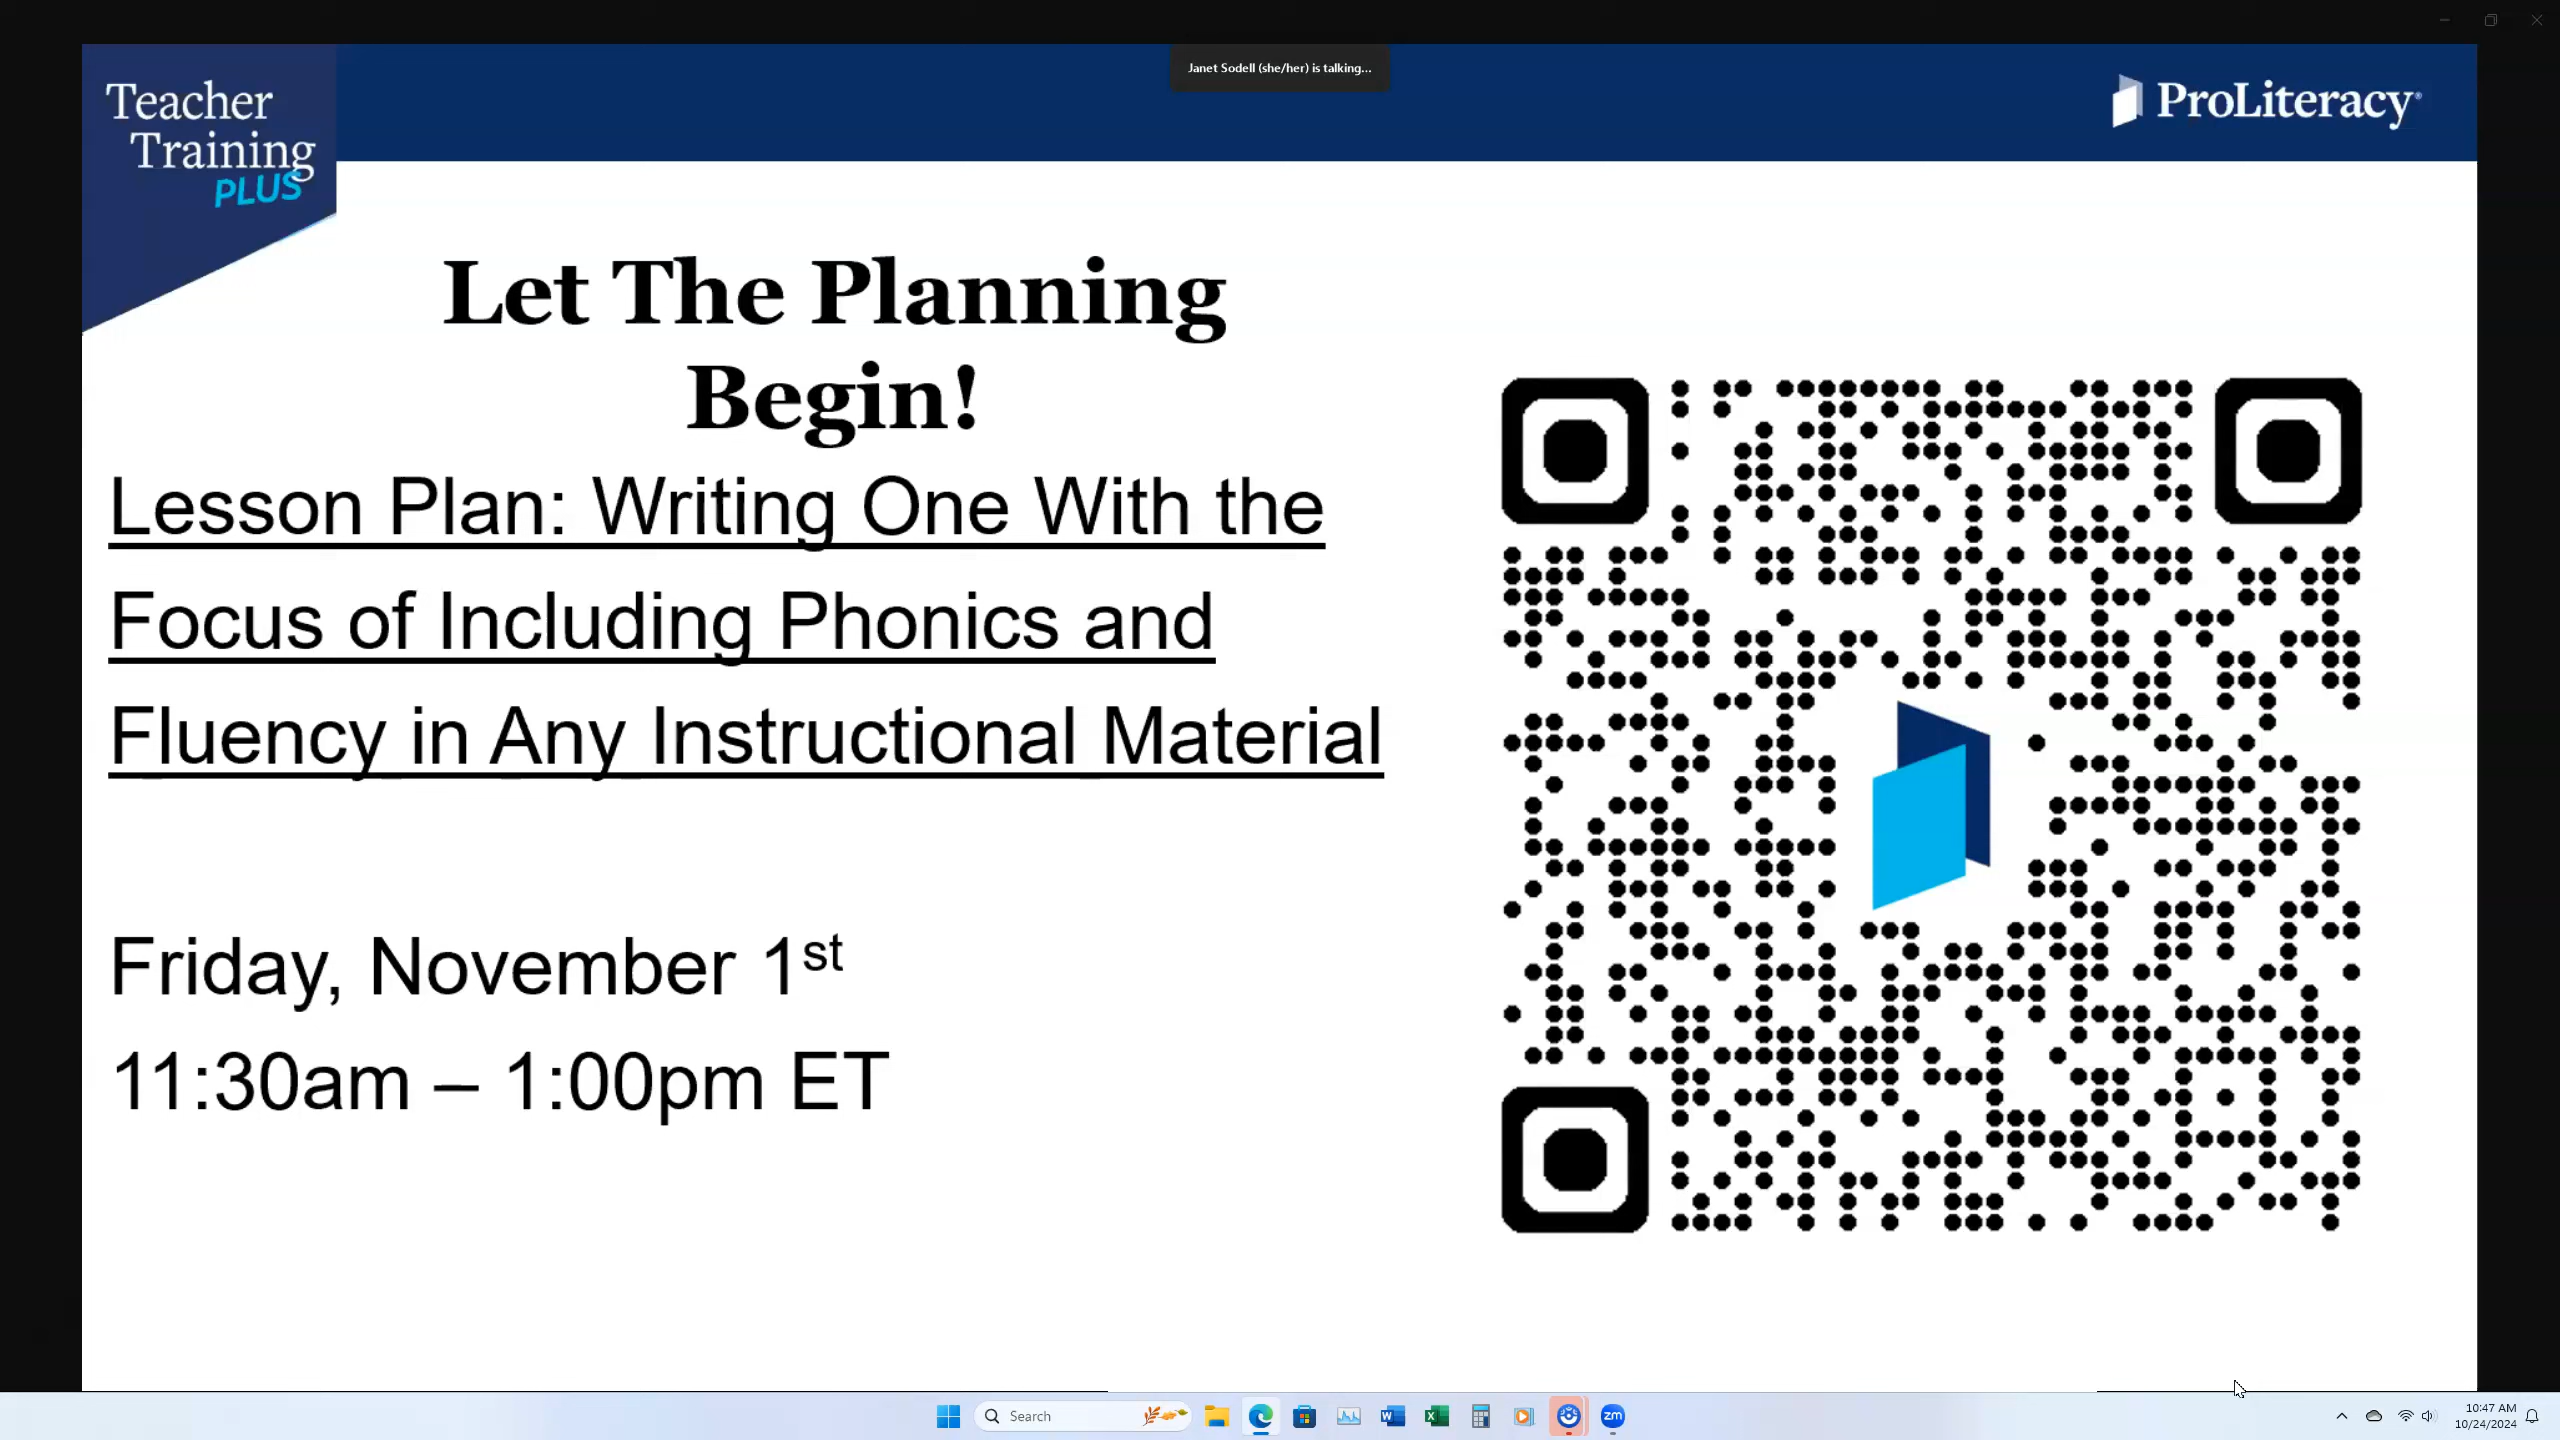 Janet Sodell (she/her) is talking...
Teacher
Training
PLUS
ProLiteracy®
Let The Planning
Begin!
Lesson Plan: Writing One With the
Focus of Including Phonics and
Fluency in Any Instructional Material
Friday, November 1st
11:30am – 1:00pm ET
Search
zm
10:47 AM
10/24/2024